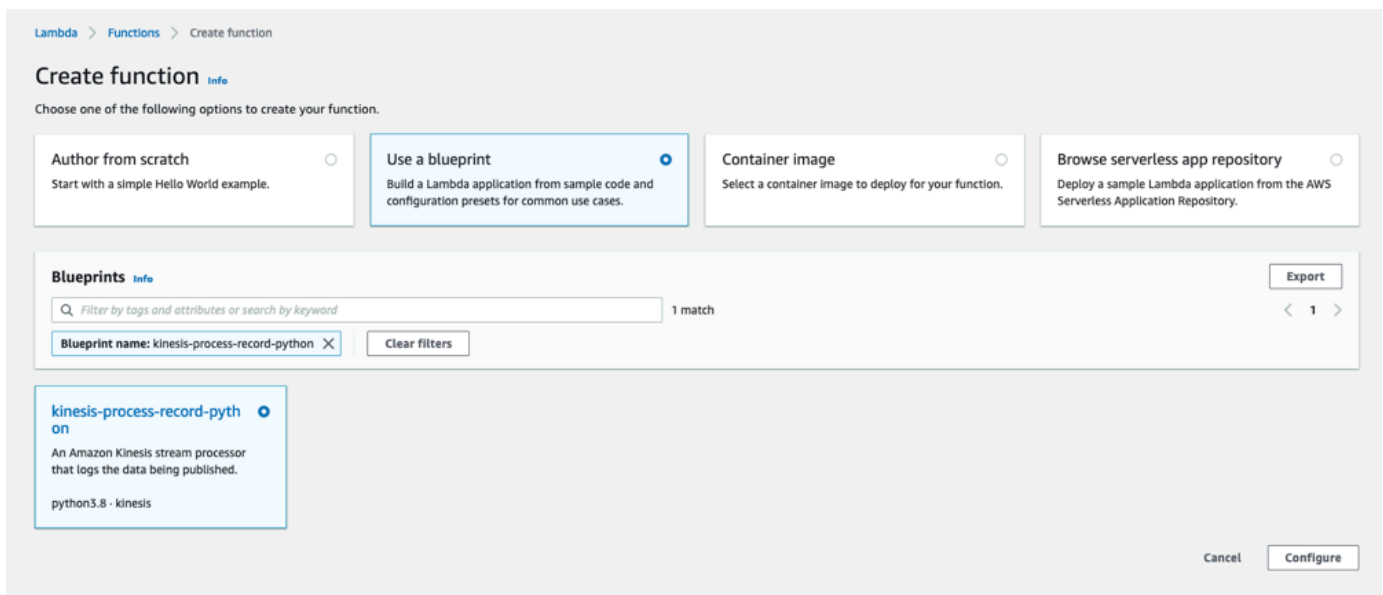 Lambda > Functions > Create function
Create function Info
Choose one of the following options to create your function.
Author from scratch
Start with a simple Hello World example.
Use a blueprint
Build a Lambda application from sample code and
configuration presets for common use cases.
Container image
Select a container image to deploy for your function.
Browse serverless app repository
Deploy a sample Lambda application from the AWS
Serverless Application Repository.
Blueprints Info
Export
Filter by tags and attributes or search by keyword
1 match
< 1 >
Blueprint name: kinesis-process-record-python X
Clear filters
kinesis-process-record-pyth
on
An Amazon Kinesis stream processor
that logs the data being published.
python3.8 · kinesis
Cancel
Configure